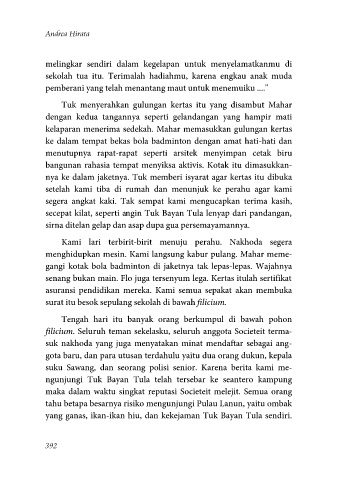 Andrea Hirata
melingkar sendiri dalam kegelapan untuk menyelamatkanmu di
sekolah tua itu. Terimalah hadiahmu, karena engkau anak muda
pemberani yang telah menantang maut untuk menemuiku ....”
Tuk menyerahkan gulungan kertas itu yang disambut Mahar
dengan kedua tangannya seperti gelandangan yang hampir mati
kelaparan menerima sedekah. Mahar memasukkan gulungan kertas
ke dalam tempat bekas bola badminton dengan amat hati-hati dan
menutupnya rapat-rapat seperti arsitek menyimpan cetak biru
bangunan rahasia tempat menyiksa aktivis. Kotak itu dimasukkan-
nya ke dalam jaketnya. Tuk memberi isyarat agar kertas itu dibuka
setelah kami tiba di rumah dan menunjuk ke perahu agar kami
segera angkat kaki. Tak sempat kami mengucapkan terima kasih,
secepat kilat, seperti angin Tuk Bayan Tula lenyap dari pandangan,
sirna ditelan gelap dan asap dupa gua persemayamannya.
Kami lari terbirit-birit menuju perahu. Nakhoda segera
menghidupkan mesin. Kami langsung kabur pulang. Mahar meme-
gangi kotak bola badminton di jaketnya tak lepas-lepas. Wajahnya
senang bukan main. Flo juga tersenyum lega. Kertas itulah sertifikat
asuransi pendidikan mereka. Kami semua sepakat akan membuka
surat itu besok sepulang sekolah di bawah filicium.
Tengah hari itu banyak orang berkumpul di bawah pohon
filicium. Seluruh teman sekelasku, seluruh anggota Societeit terma-
suk nakhoda yang juga menyatakan minat mendaftar sebagai ang-
gota baru, dan para utusan terdahulu yaitu dua orang dukun, kepala
suku Sawang, dan seorang polisi senior. Karena berita kami me-
ngunjungi Tuk Bayan Tula telah tersebar ke seantero kampung
maka dalam waktu singkat reputasi Societeit melejit. Semua orang
tahu betapa besarnya risiko mengunjungi Pulau Lanun, yaitu ombak
yang ganas, ikan-ikan hiu, dan kekejaman Tuk Bayan Tula sendiri.
392